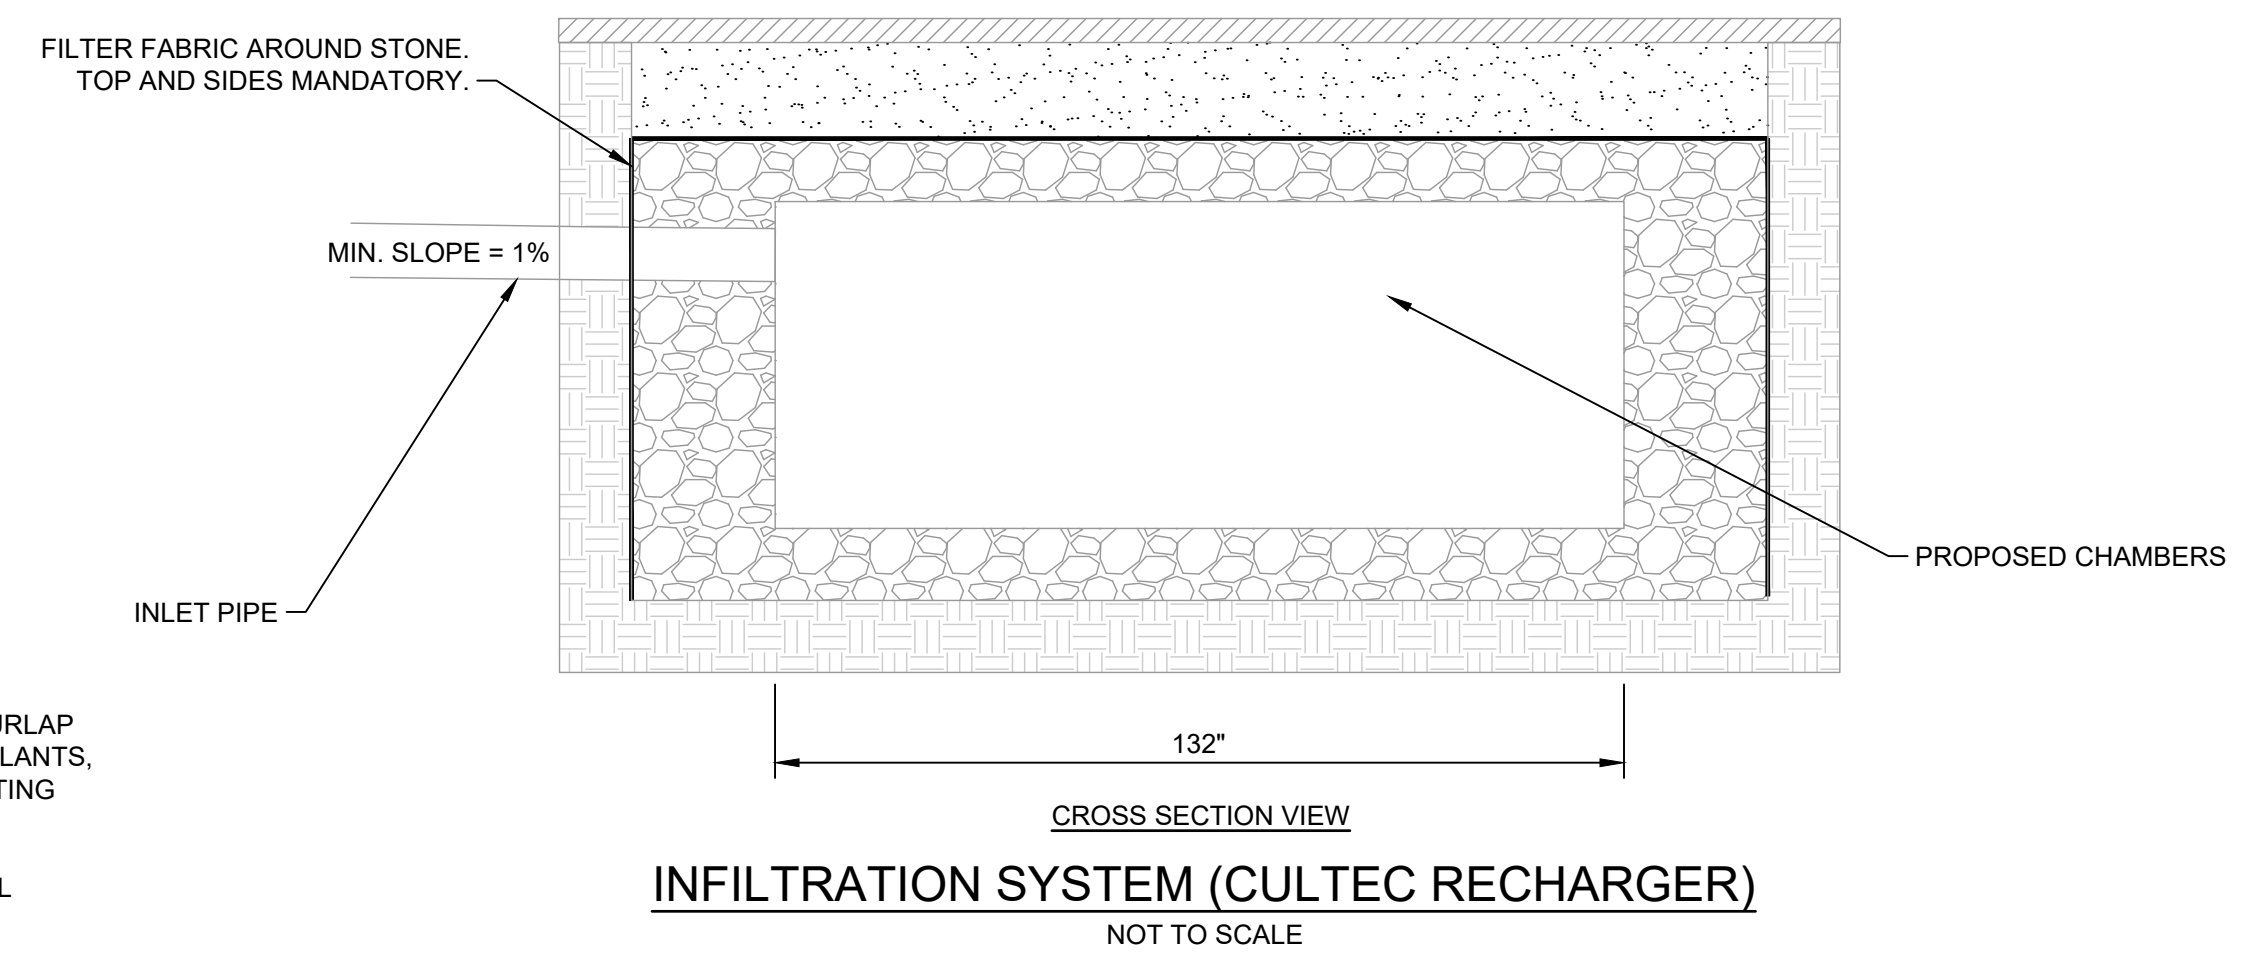 FILTER FABRIC AROUND STONE.
TOP AND SIDES MANDATORY.
MIN. SLOPE = 1%
INLET PIPE
PROPOSED CHAMBERS
URLAP
LANTS,
TING
L
132"
CROSS SECTION VIEW
INFILTRATION SYSTEM (CULTEC RECHARGER)
NOT TO SCALE